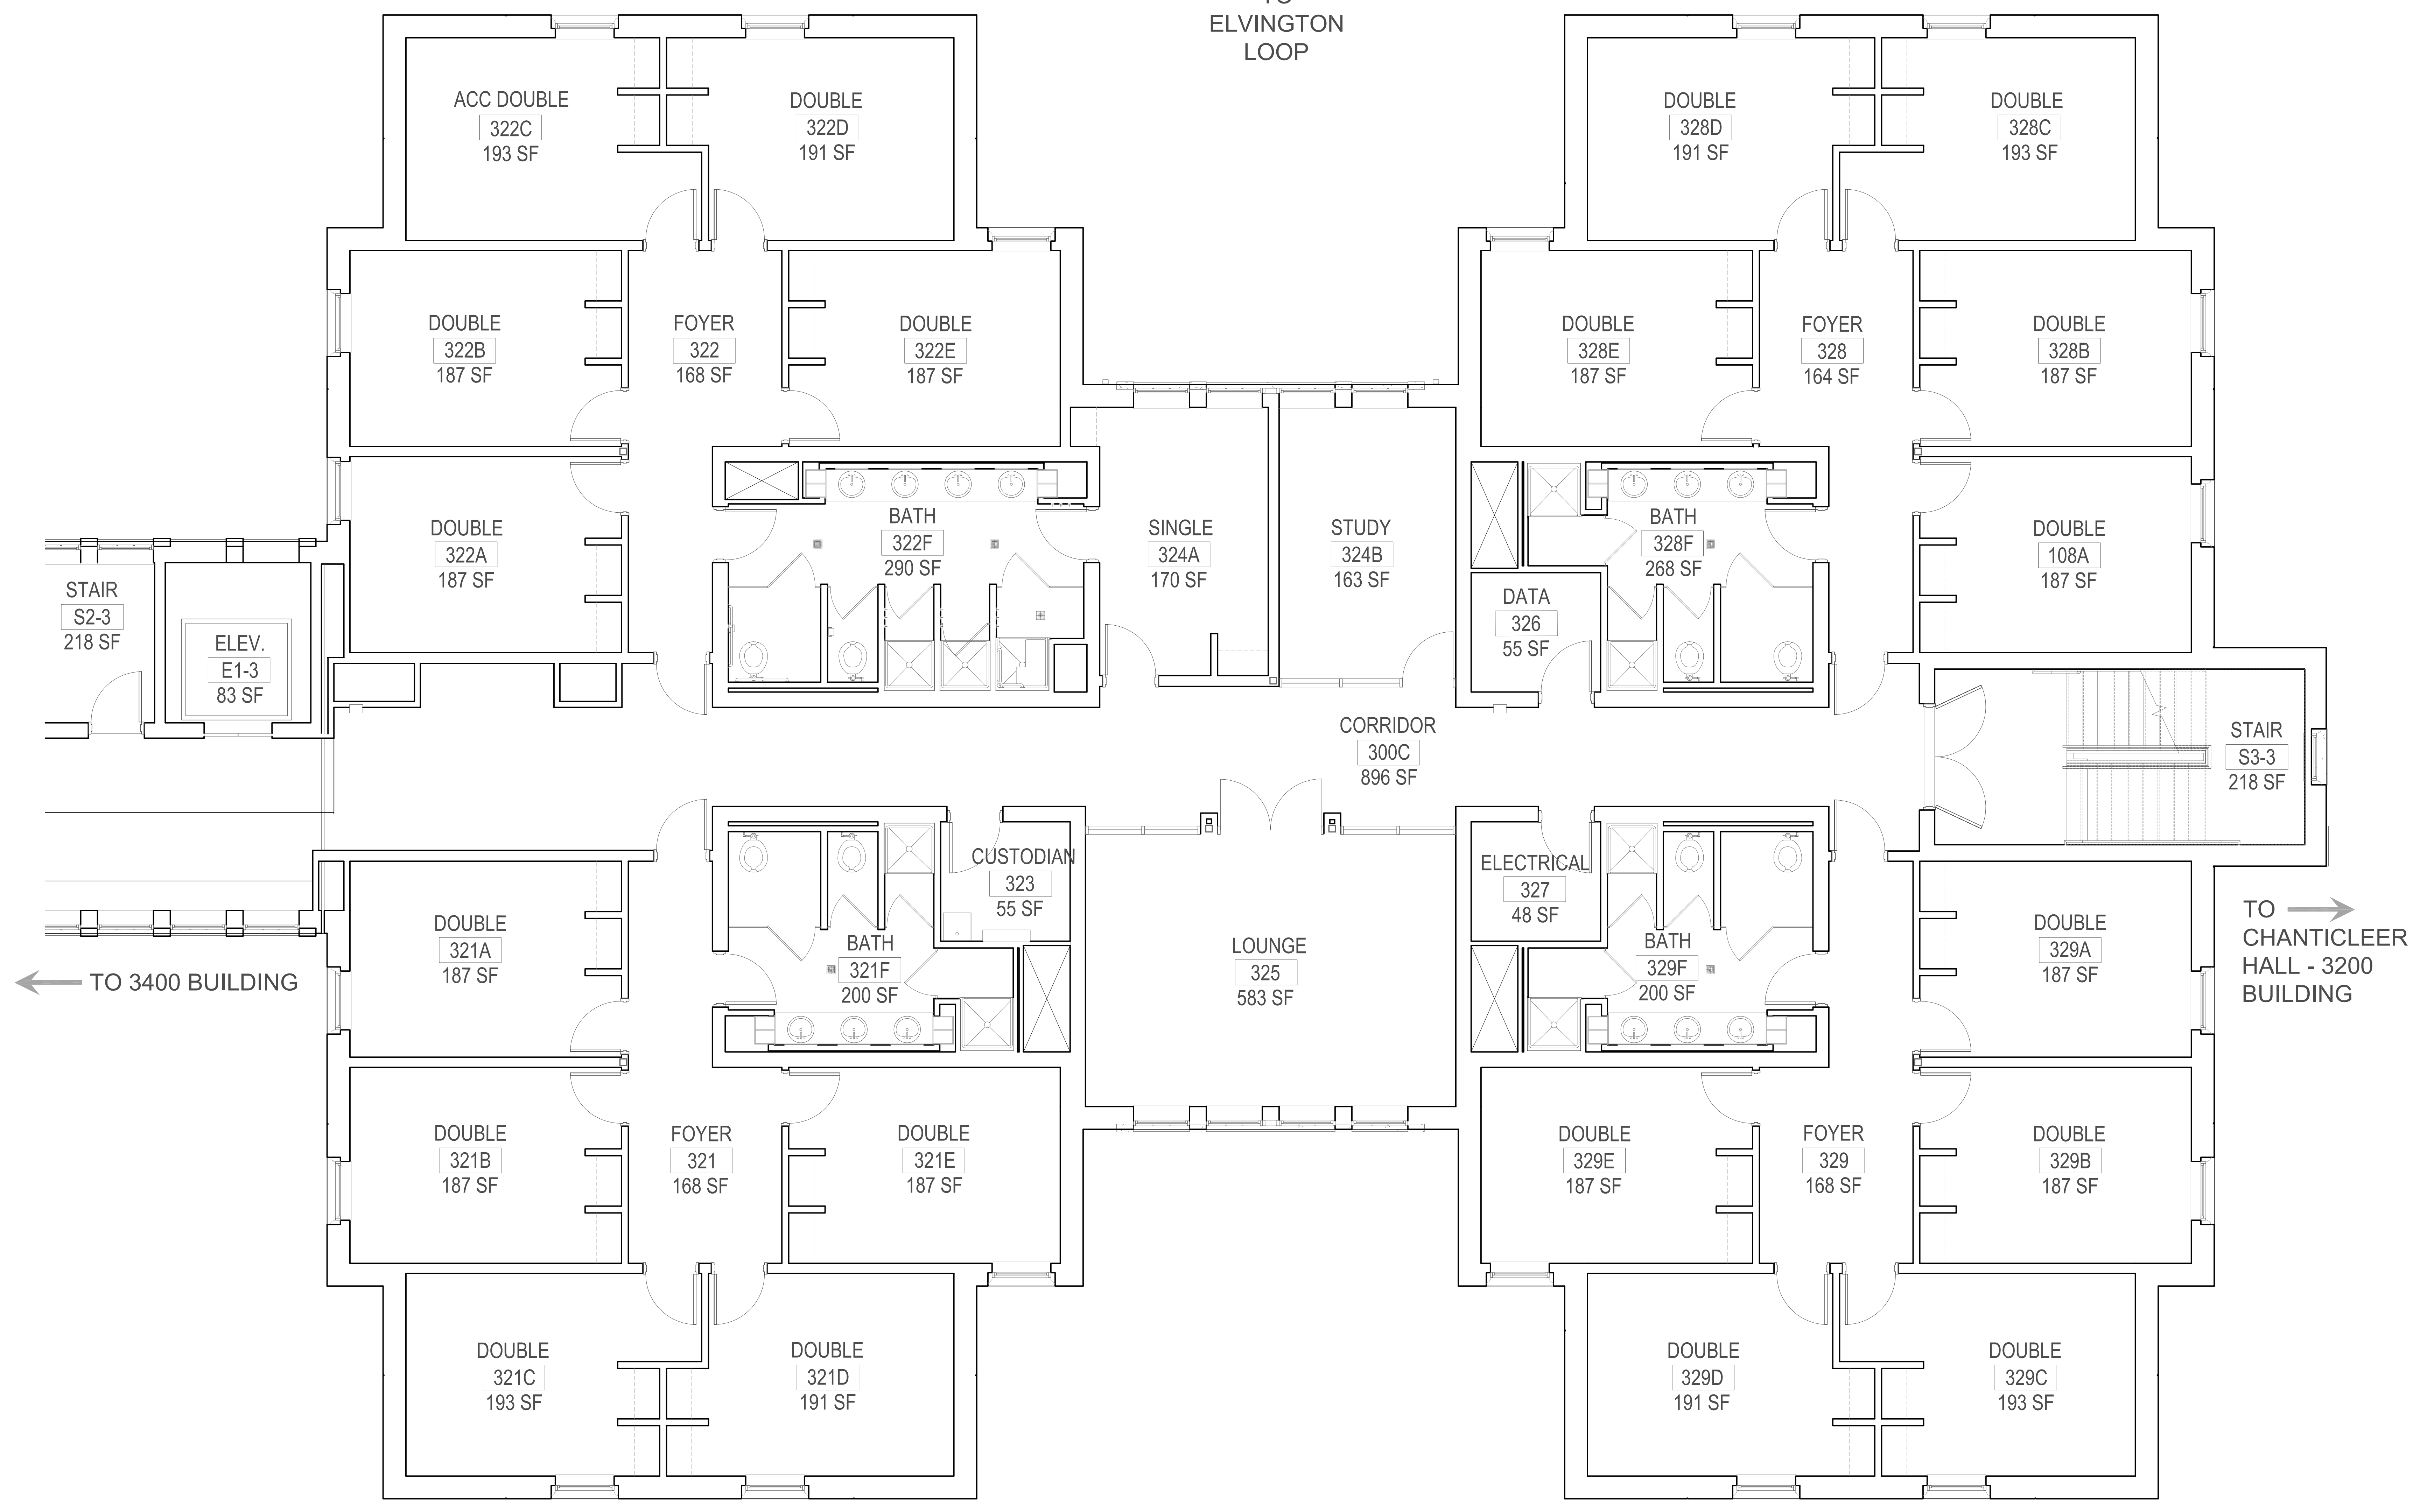 TO
ELVINGTON
LOOP
ACC DOUBLE
322C
193 SF
DOUBLE
322D
191 SF
DOUBLE
328D
191 SF
DOUBLE
328C
193 SF
DOUBLE
322B
187 SF
FOYER
322
168 SF
DOUBLE
322E
187 SF
DOUBLE
328E
187 SF
FOYER
328
164 SF
DOUBLE
328B
187 SF
DOUBLE
322A
187 SF
BATH
322F
290 SF
SINGLE
324A
170 SF
STUDY
324B
163 SF
BATH
328F
268 SF
DOUBLE
108A
187 SF
STAIR
S2-3
218 SF
ELEV.
E1-3
83 SF
DATA
326
55 SF
CORRIDOR
300C
896 SF
STAIR
S3-3
218 SF
CUSTODIAN
323
55 SF
ELECTRICAL
327
48 SF
DOUBLE
321A
187 SF
BATH
321F
200 SF
LOUNGE
325
583 SF
BATH
329F
200 SF
DOUBLE
329A
187 SF
TO 3400 BUILDING
TO
CHANTICLEER
HALL - 3200
BUILDING
DOUBLE
321B
187 SF
FOYER
321
168 SF
DOUBLE
321E
187 SF
DOUBLE
329E
187 SF
FOYER
329
168 SF
DOUBLE
329B
187 SF
DOUBLE
321C
193 SF
DOUBLE
321D
191 SF
DOUBLE
329D
191 SF
DOUBLE
329C
193 SF